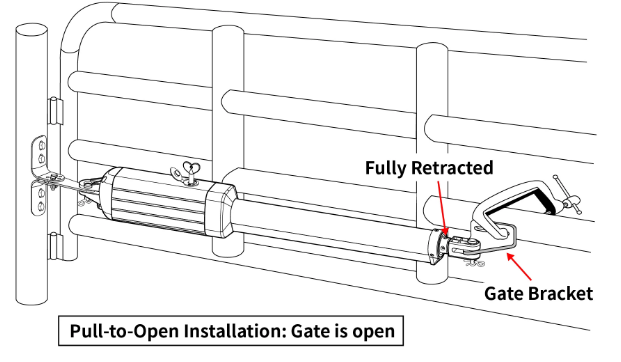 Fully Retracted
Gate Bracket
Pull-to-Open Installation: Gate is open